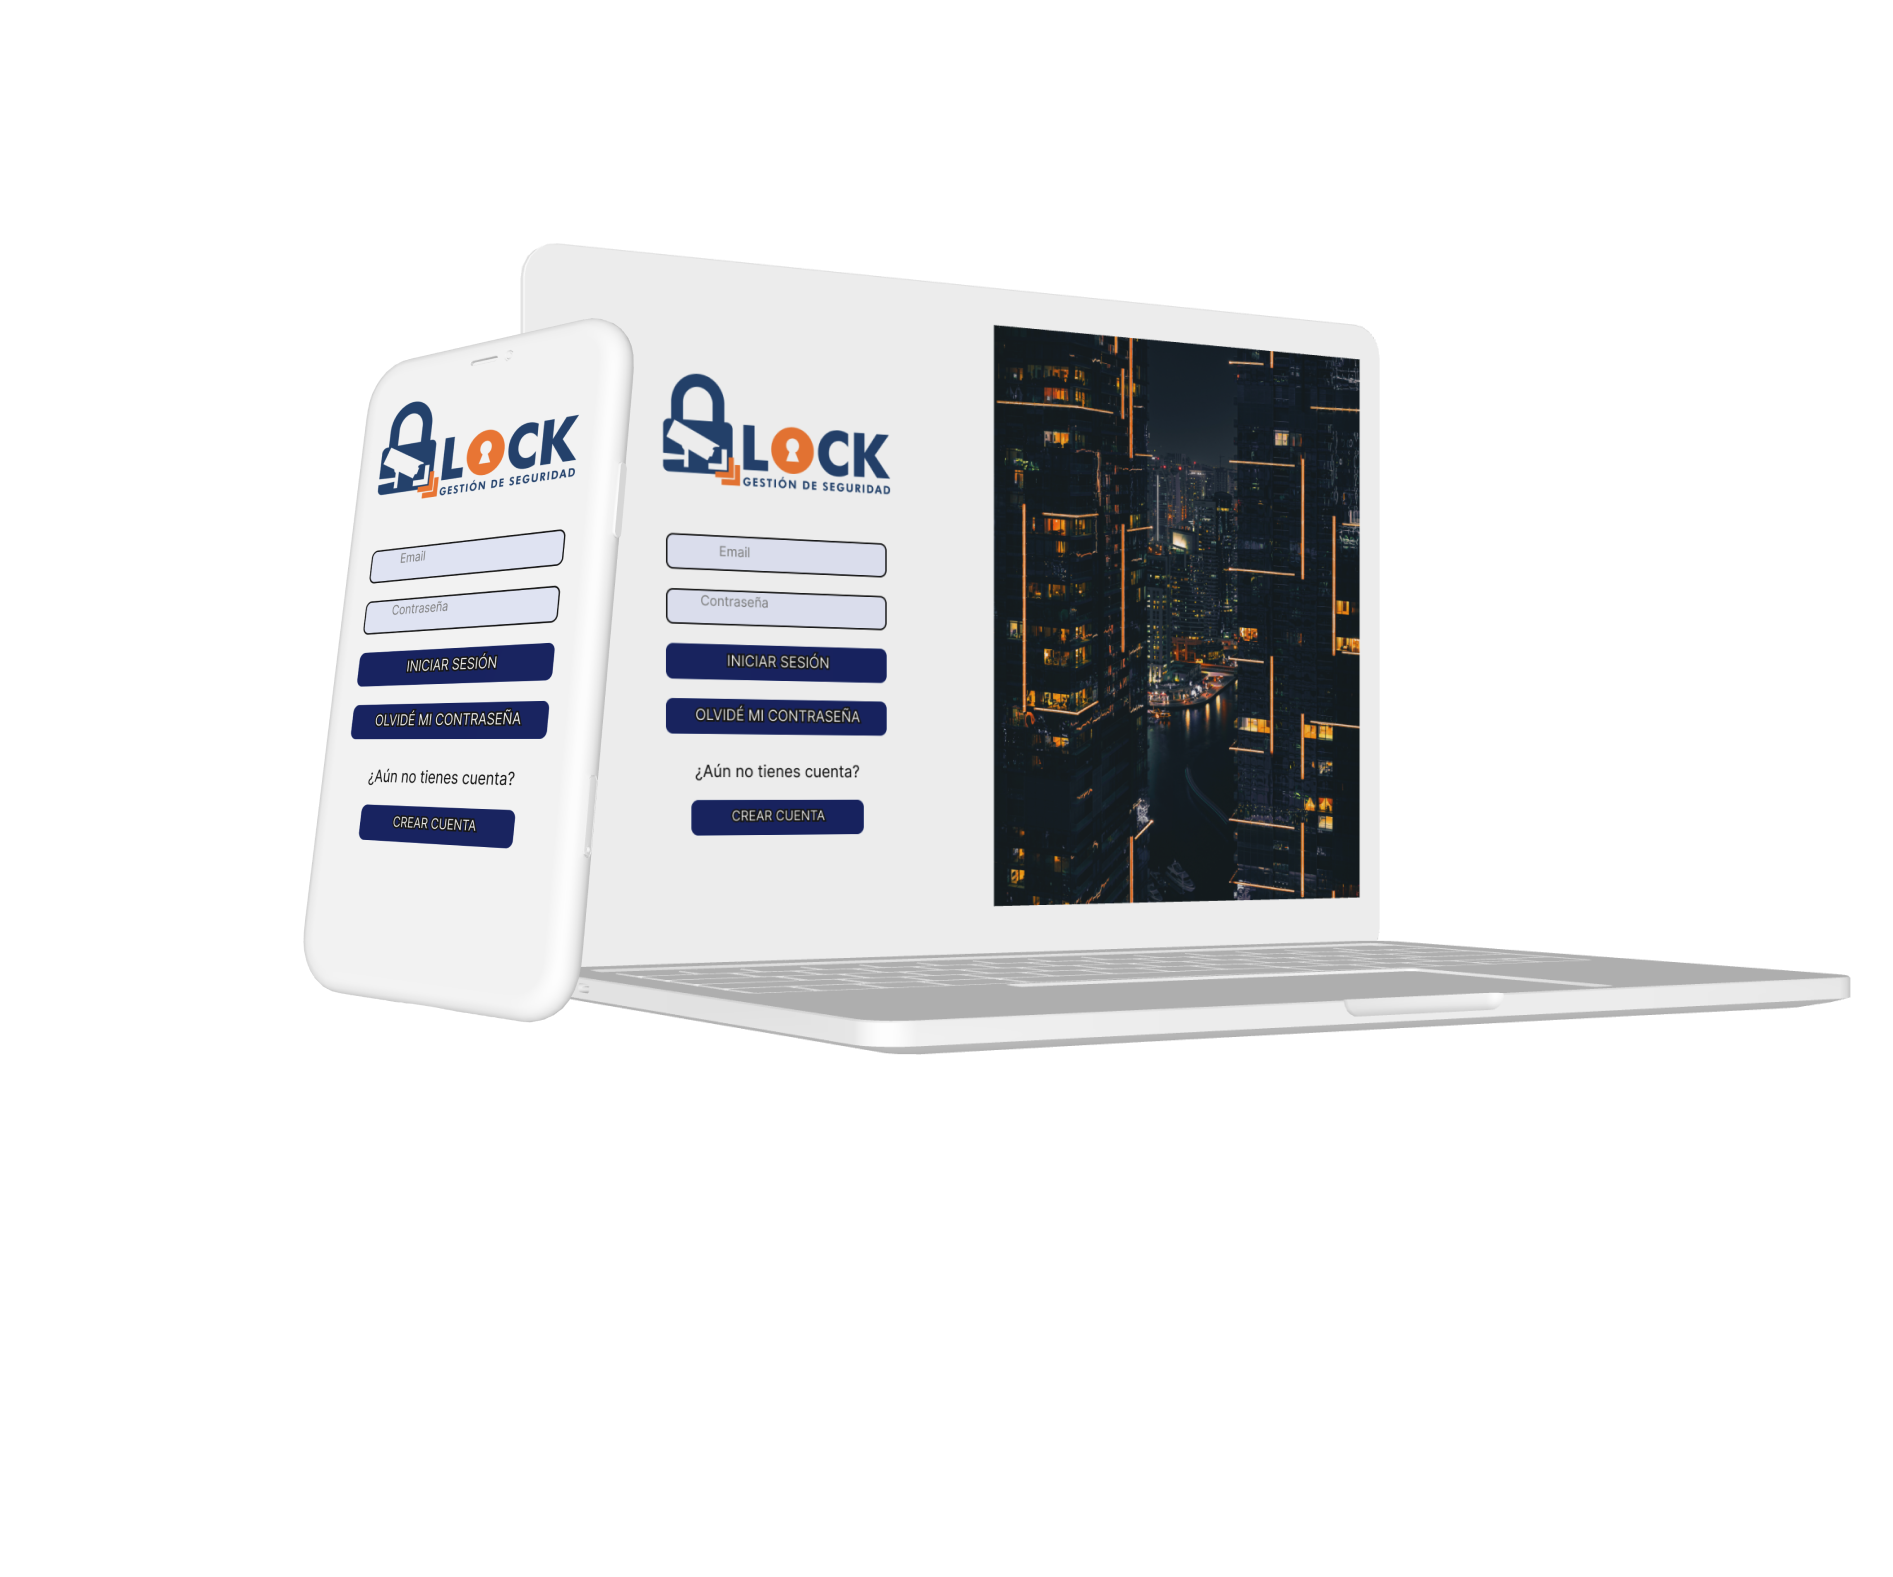 LOCK
GESTIÓN DE SEGURIDAD
Email
Contraseña
INICIAR SESIÓN
OLVIDÉ MI CONTRASEÑA
¿Aún no tienes cuenta?
CREAR CUENTA
LOCK
GESTIÓN DE SEGURIDAD
Email
Contraseña
INICIAR SESIÓN
OLVIDÉ MI CONTRASEÑA
¿Aún no tienes cuenta?
CREAR CUENTA